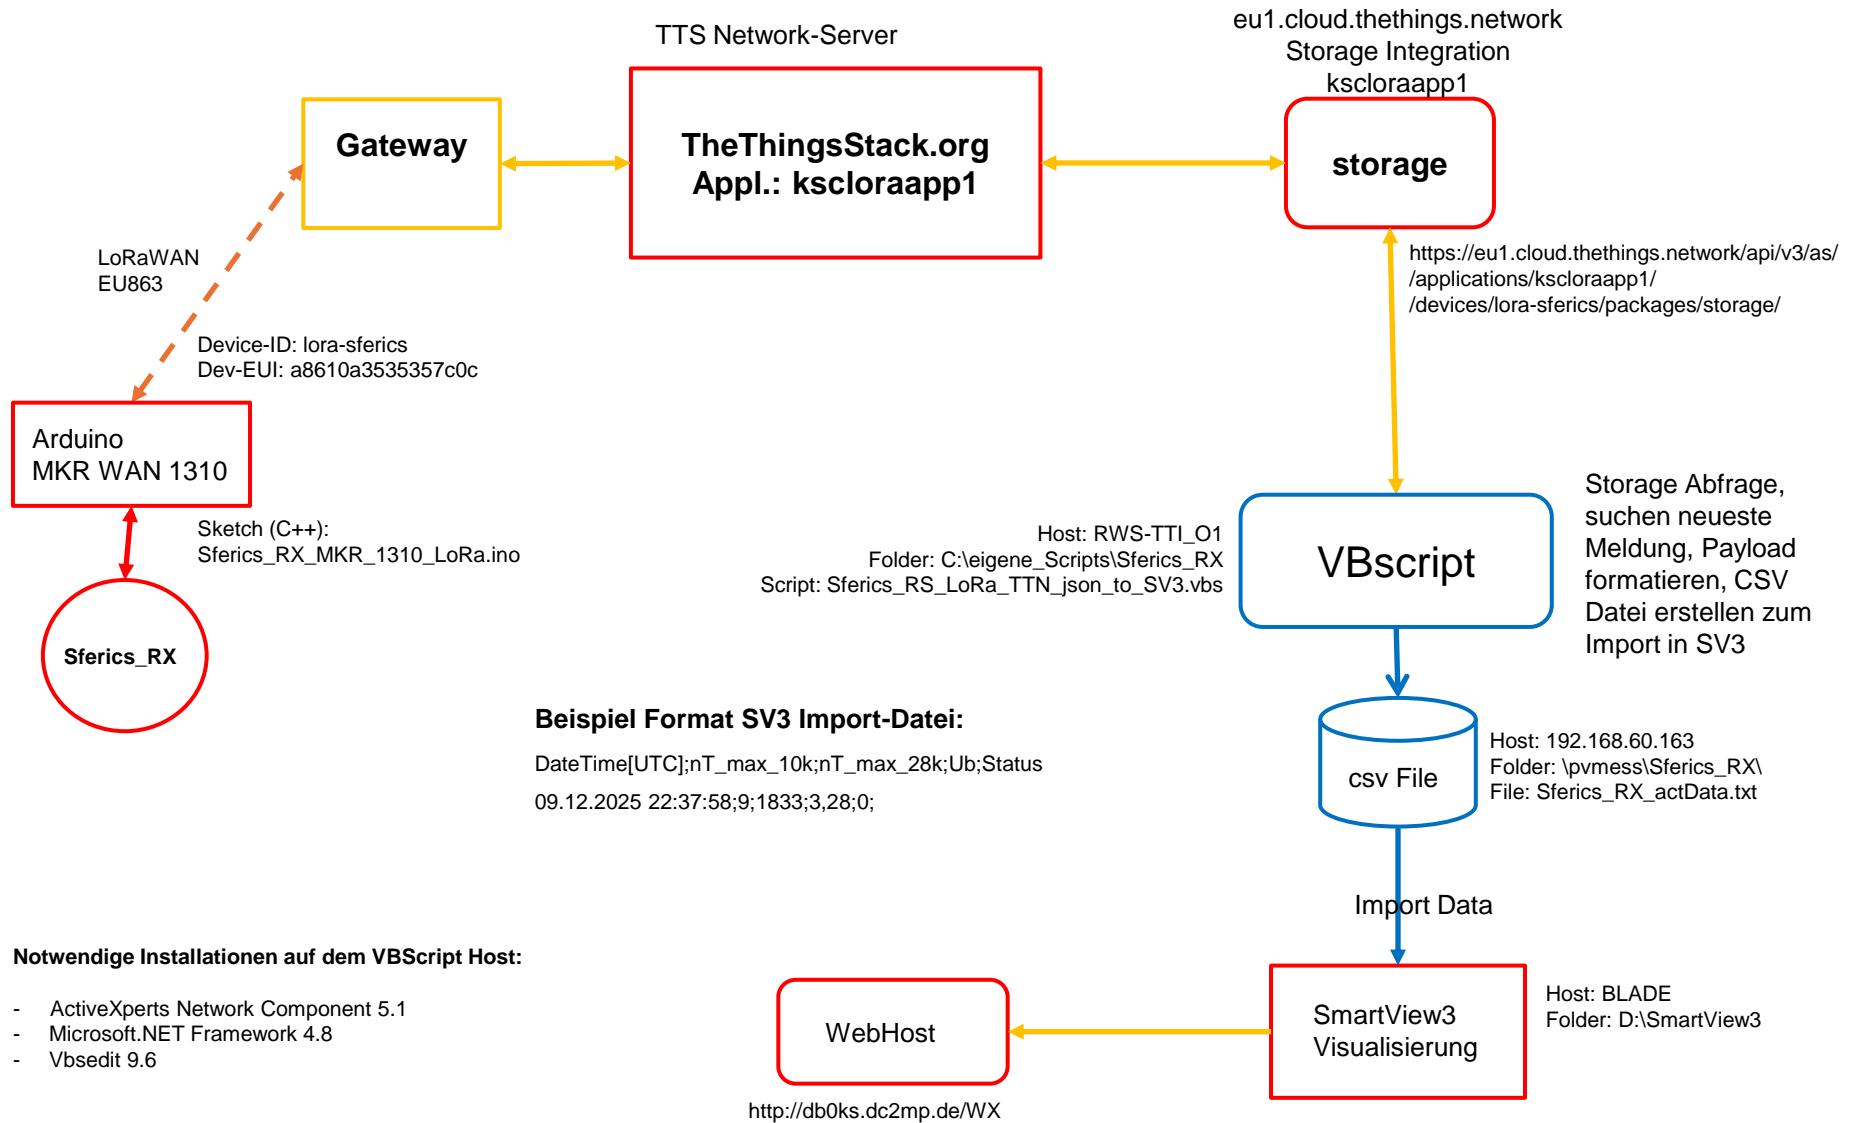 TTS Network-Server
eu1.cloud.thethings.network
Storage Integration
kscloraapp1
Gateway
TheThingsStack.org
Appl.: kscloraapp1
storage
LoRaWAN
EU863
https://eu1.cloud.thethings.network/api/v3/as/
/applications/kscloraapp1/
/devices/lora-sferics/packages/storage/
Device-ID: lora-sferics
Dev-EUI: a8610a3535357c0c
Arduino
MKR WAN 1310
Sketch (C++):
Sferics_RX_MKR_1310_LoRa.ino
Sferics_RX
Host: RWS-TTI_O1
Folder: C:\eigene_Scripts\Sferics_RX
Script: Sferics_RS_LoRa_TTN_json_to_SV3.vbs
VBscript
Storage Abfrage,
suchen neueste
Meldung, Payload
formatieren, CSV
Datei erstellen zum
Import in SV3
Beispiel Format SV3 Import-Datei:
DateTime[UTC];nT_max_10k;nT_max_28k;Ub;Status
09.12.2025 22:37:58;9;1833;3,28;0;
csv File
Host: 192.168.60.163
Folder: \pvmess\Sferics_RX\
File: Sferics_RX_actData.txt
Import Data
Notwendige Installationen auf dem VBScript Host:
- ActiveXperts Network Component 5.1
- Microsoft.NET Framework 4.8
- Vbsedit 9.6
WebHost
http://db0ks.dc2mp.de/WX
SmartView3
Visualisierung
Host: BLADE
Folder: D:\SmartView3